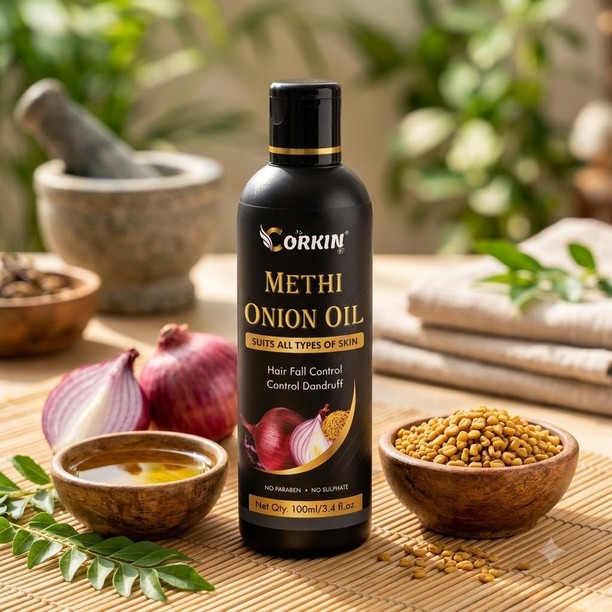 CORKIN
METHI
ONION OIL
SUITS ALL TYPES OF SKIN
Hair Fall Control
Control Dandruff
NO PARABEN • NO SULPHATE
Net Qty. 100ml/3.4 fl.oz.